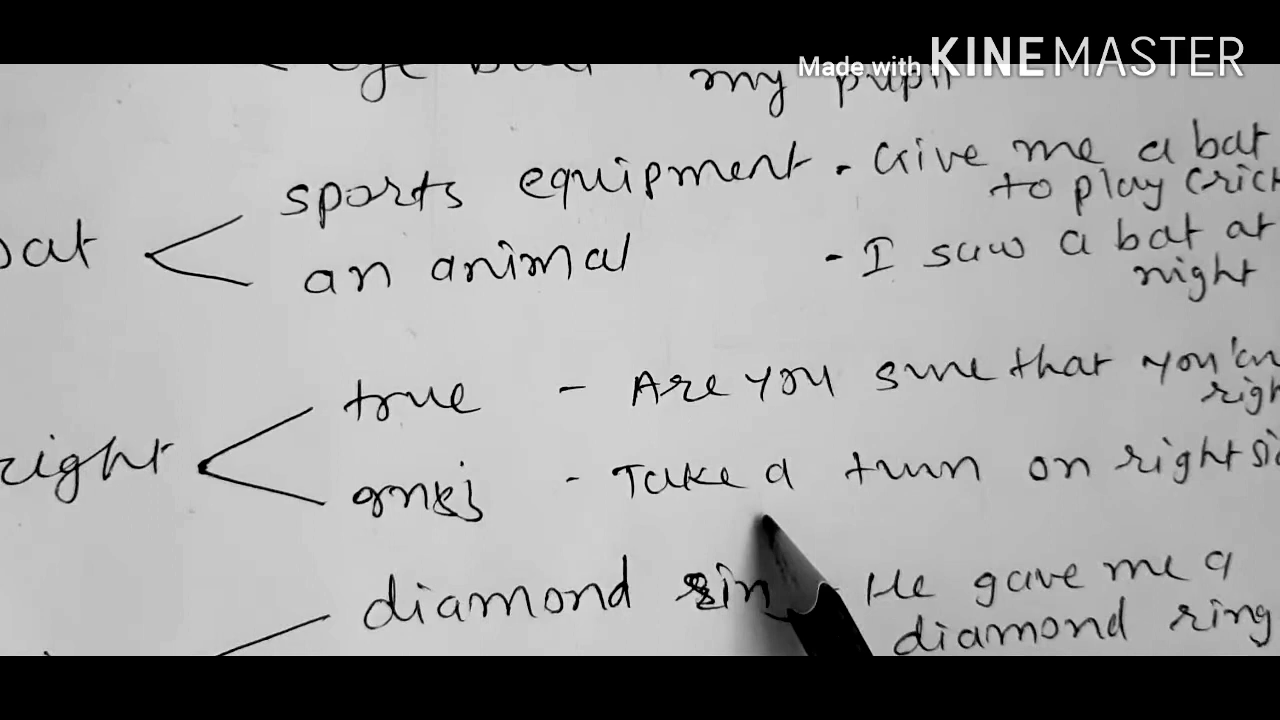 Made with KINEMASTER
my pupil
sports equipment - Give me a bat
to play crick
bat
an animal - I saw a bat at
night
true - Are you sure that you'
righ
right
- Take a turn on right si
diamond ring - He gave me a
diamond ring